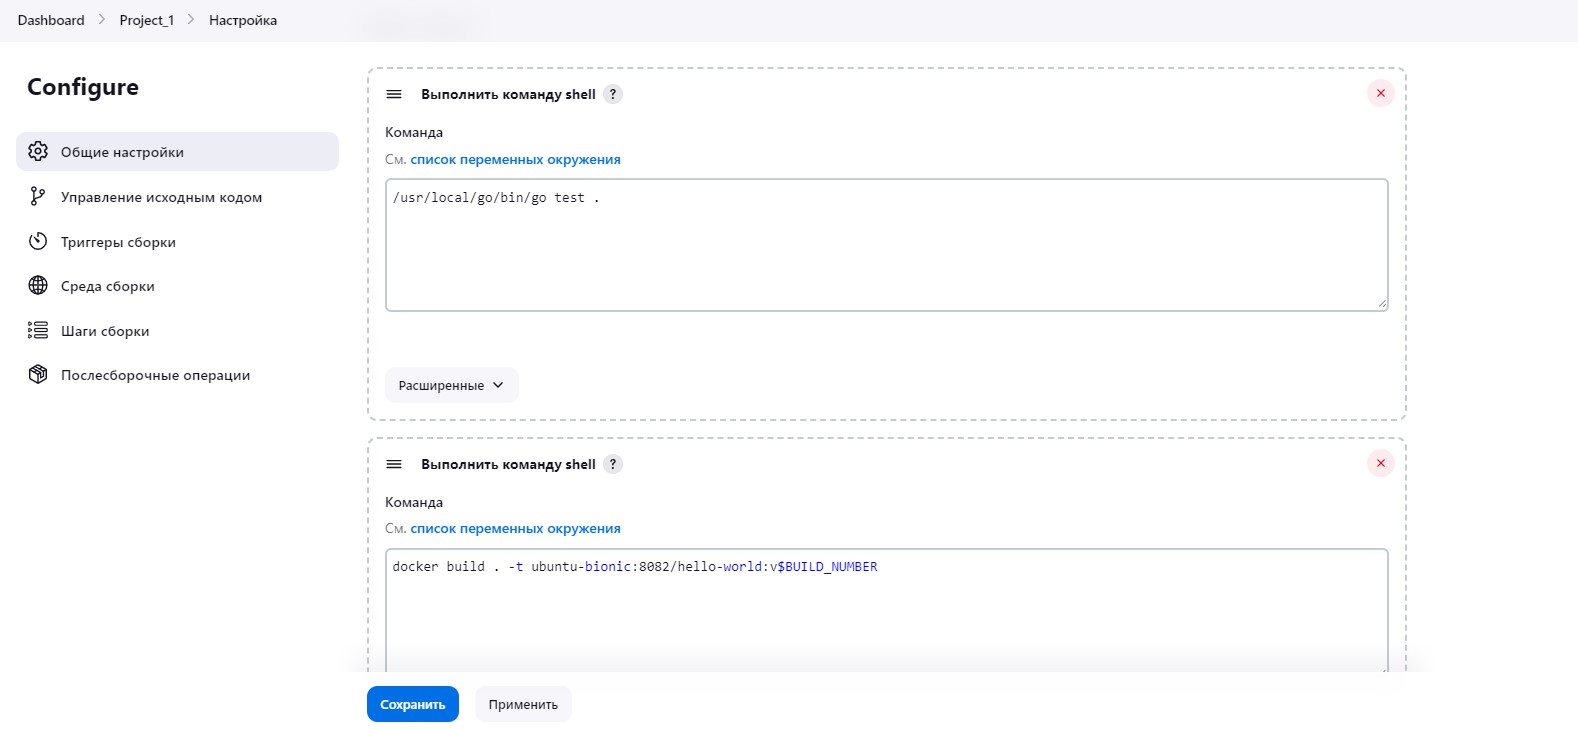 Dashboard > Project_1 > Настройка
Configure
Общие настройки
Управление исходным кодом
Триггеры сборки
Среда сборки
Шаги сборки
Послесборочные операции
Выполнить команду shell ?
Команда
См. список переменных окружения
/usr/local/go/bin/go test .
Расширенные
Выполнить команду shell ?
Команда
См. список переменных окружения
docker build . -t ubuntu-bionic:8082/hello-world:v$BUILD_NUMBER
Сохранить
Применить